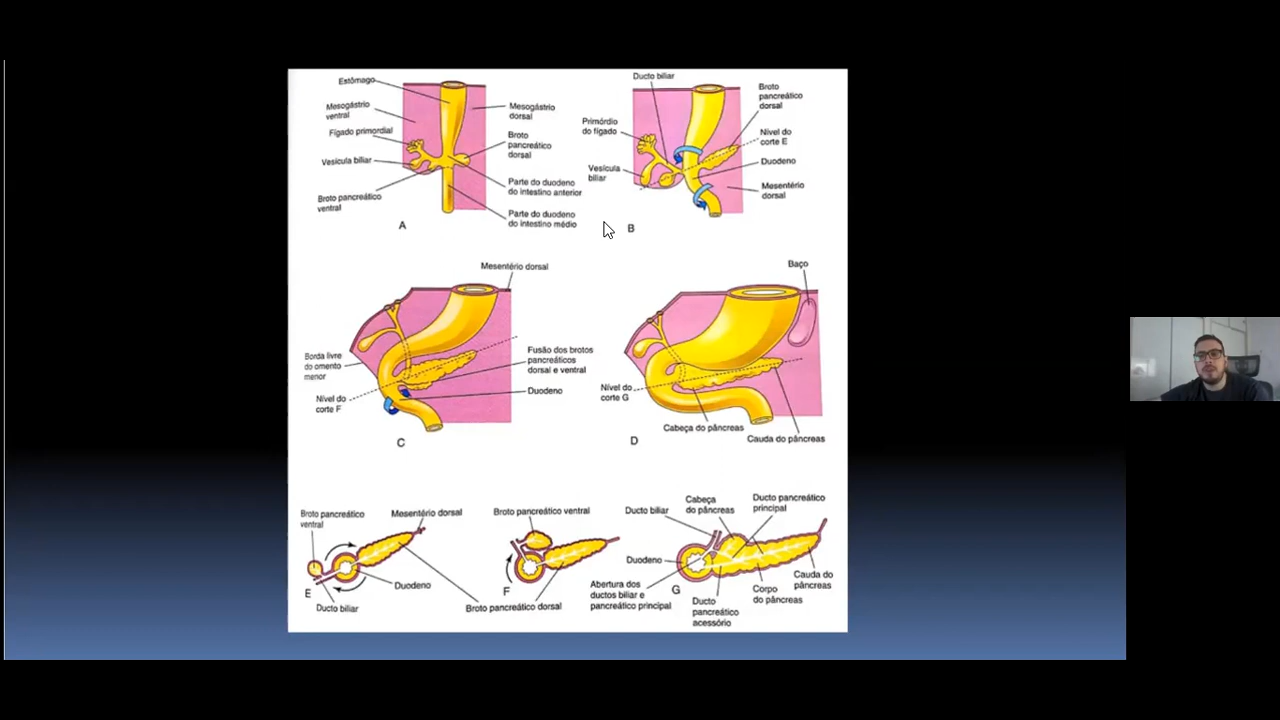 Estômago
Mesogástrio
ventral
Fígado primordial
Vesícula biliar
Broto pancreático
ventral
Mesogástrio
dorsal
Broto
pancreático
dorsal
Parte do duodeno
do intestino anterior
Parte do duodeno
do intestino médio
A
Ducto biliar
Primórdio
do fígado
Vesícula
biliar
Broto
pancreático
dorsal
Nível do
corte E
Duodeno
Mesentério
dorsal
B
Mesentério dorsal
Borda livre
do omento
menor
Nível do
corte F
Fusão dos brotos
pancreáticos
dorsal e ventral
Duodeno
C
Baço
Nível do
corte G
Cabeça do pâncreas
Cauda do pâncreas
D
Broto pancreático
ventral
Mesentério dorsal
Duodeno
E
Ducto biliar
Broto pancreático ventral
F
Broto pancreático dorsal
Ducto biliar
Cabeça
do pâncreas
Ducto pancreático
principal
Duodeno
Abertura dos
ductos biliar e
pancreático principal
G
Ducto
pancreático
acessório
Corpo
do pâncreas
Cauda do
pâncreas